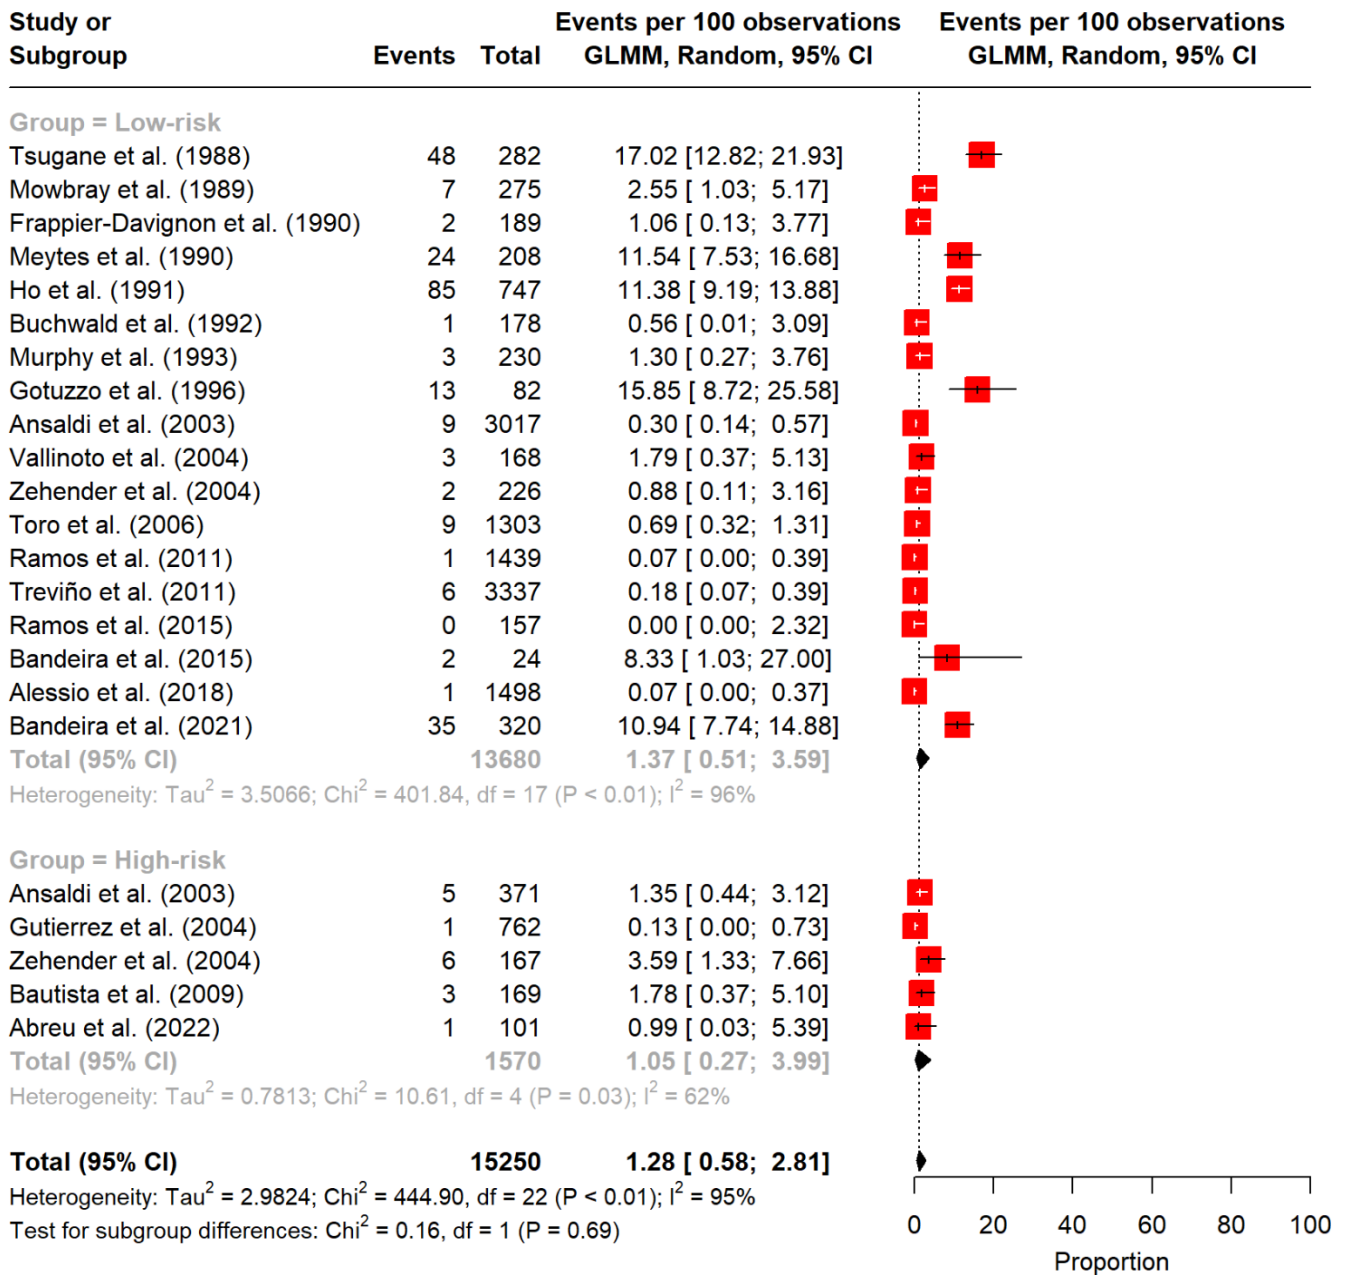 Study or Events per 100 observations Events per 100 observations
Subgroup Events Total GLMM, Random, 95% CI GLMM, Random, 95% CI
Group = Low-risk
Tsugane et al. (1988) 48 282 17.02 [12.82; 21.93]
Mowbray et al. (1989) 7 275 2.55 [ 1.03; 5.17]
Frappier-Davignon et al. (1990) 2 189 1.06 [ 0.13; 3.77]
Meytes et al. (1990) 24 208 11.54 [ 7.53; 16.68]
Ho et al. (1991) 85 747 11.38 [ 9.19; 13.88]
Buchwald et al. (1992) 1 178 0.56 [ 0.01; 3.09]
Murphy et al. (1993) 3 230 1.30 [ 0.27; 3.76]
Gotuzzo et al. (1996) 13 82 15.85 [ 8.72; 25.58]
Ansaldi et al. (2003) 9 3017 0.30 [ 0.14; 0.57]
Vallinoto et al. (2004) 3 168 1.79 [ 0.37; 5.13]
Zehender et al. (2004) 2 226 0.88 [ 0.11; 3.16]
Toro et al. (2006) 9 1303 0.69 [ 0.32; 1.31]
Ramos et al. (2011) 1 1439 0.07 [ 0.00; 0.39]
Treviño et al. (2011) 6 3337 0.18 [ 0.07; 0.39]
Ramos et al. (2015) 0 157 0.00 [ 0.00; 2.32]
Bandeira et al. (2015) 2 24 8.33 [ 1.03; 27.00]
Alessio et al. (2018) 1 1498 0.07 [ 0.00; 0.37]
Bandeira et al. (2021) 35 320 10.94 [ 7.74; 14.88]
Total (95% CI) 13680 1.37 [ 0.51; 3.59]
Heterogeneity: Tau² = 3.5066; Chi² = 401.84, df = 17 (P < 0.01); I² = 96%
Group = High-risk
Ansaldi et al. (2003) 5 371 1.35 [ 0.44; 3.12]
Gutierrez et al. (2004) 1 762 0.13 [ 0.00; 0.73]
Zehender et al. (2004) 6 167 3.59 [ 1.33; 7.66]
Bautista et al. (2009) 3 169 1.78 [ 0.37; 5.10]
Abreu et al. (2022) 1 101 0.99 [ 0.03; 5.39]
Total (95% CI) 1570 1.05 [ 0.27; 3.99]
Heterogeneity: Tau² = 0.7813; Chi² = 10.61, df = 4 (P = 0.03); I² = 62%
Total (95% CI) 15250 1.28 [ 0.58; 2.81]
Heterogeneity: Tau² = 2.9824; Chi² = 444.90, df = 22 (P < 0.01); I² = 95%
Test for subgroup differences: Chi² = 0.16, df = 1 (P = 0.69)
0 20 40 60 80 100
Proportion